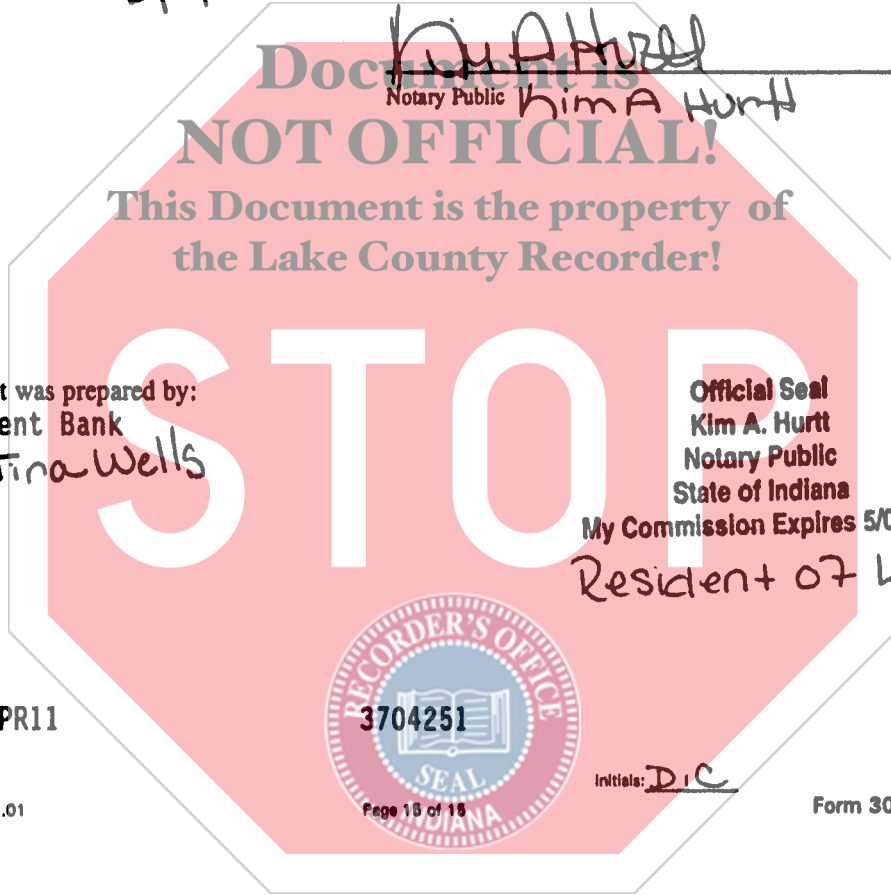 Document is
Notary Public Kim A Hurtt
NOT OFFICIAL!
This Document is the property of
the Lake County Recorder!
STOP
t was prepared by:
ent Bank
Tina Wells
Official Seal
Kim A. Hurtt
Notary Public
State of Indiana
My Commission Expires 5/0
Resident of L
RECORDER'S OFFICE
PR11
3704251
SEAL
INDIANA
Initials: D.C
.01
Page 15 of 15
Form 30